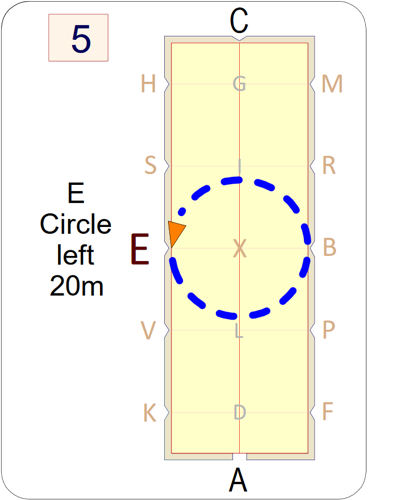 5
C
H G M
S I R
E
Circle
left
20m
E X B
V L P
K D F
A